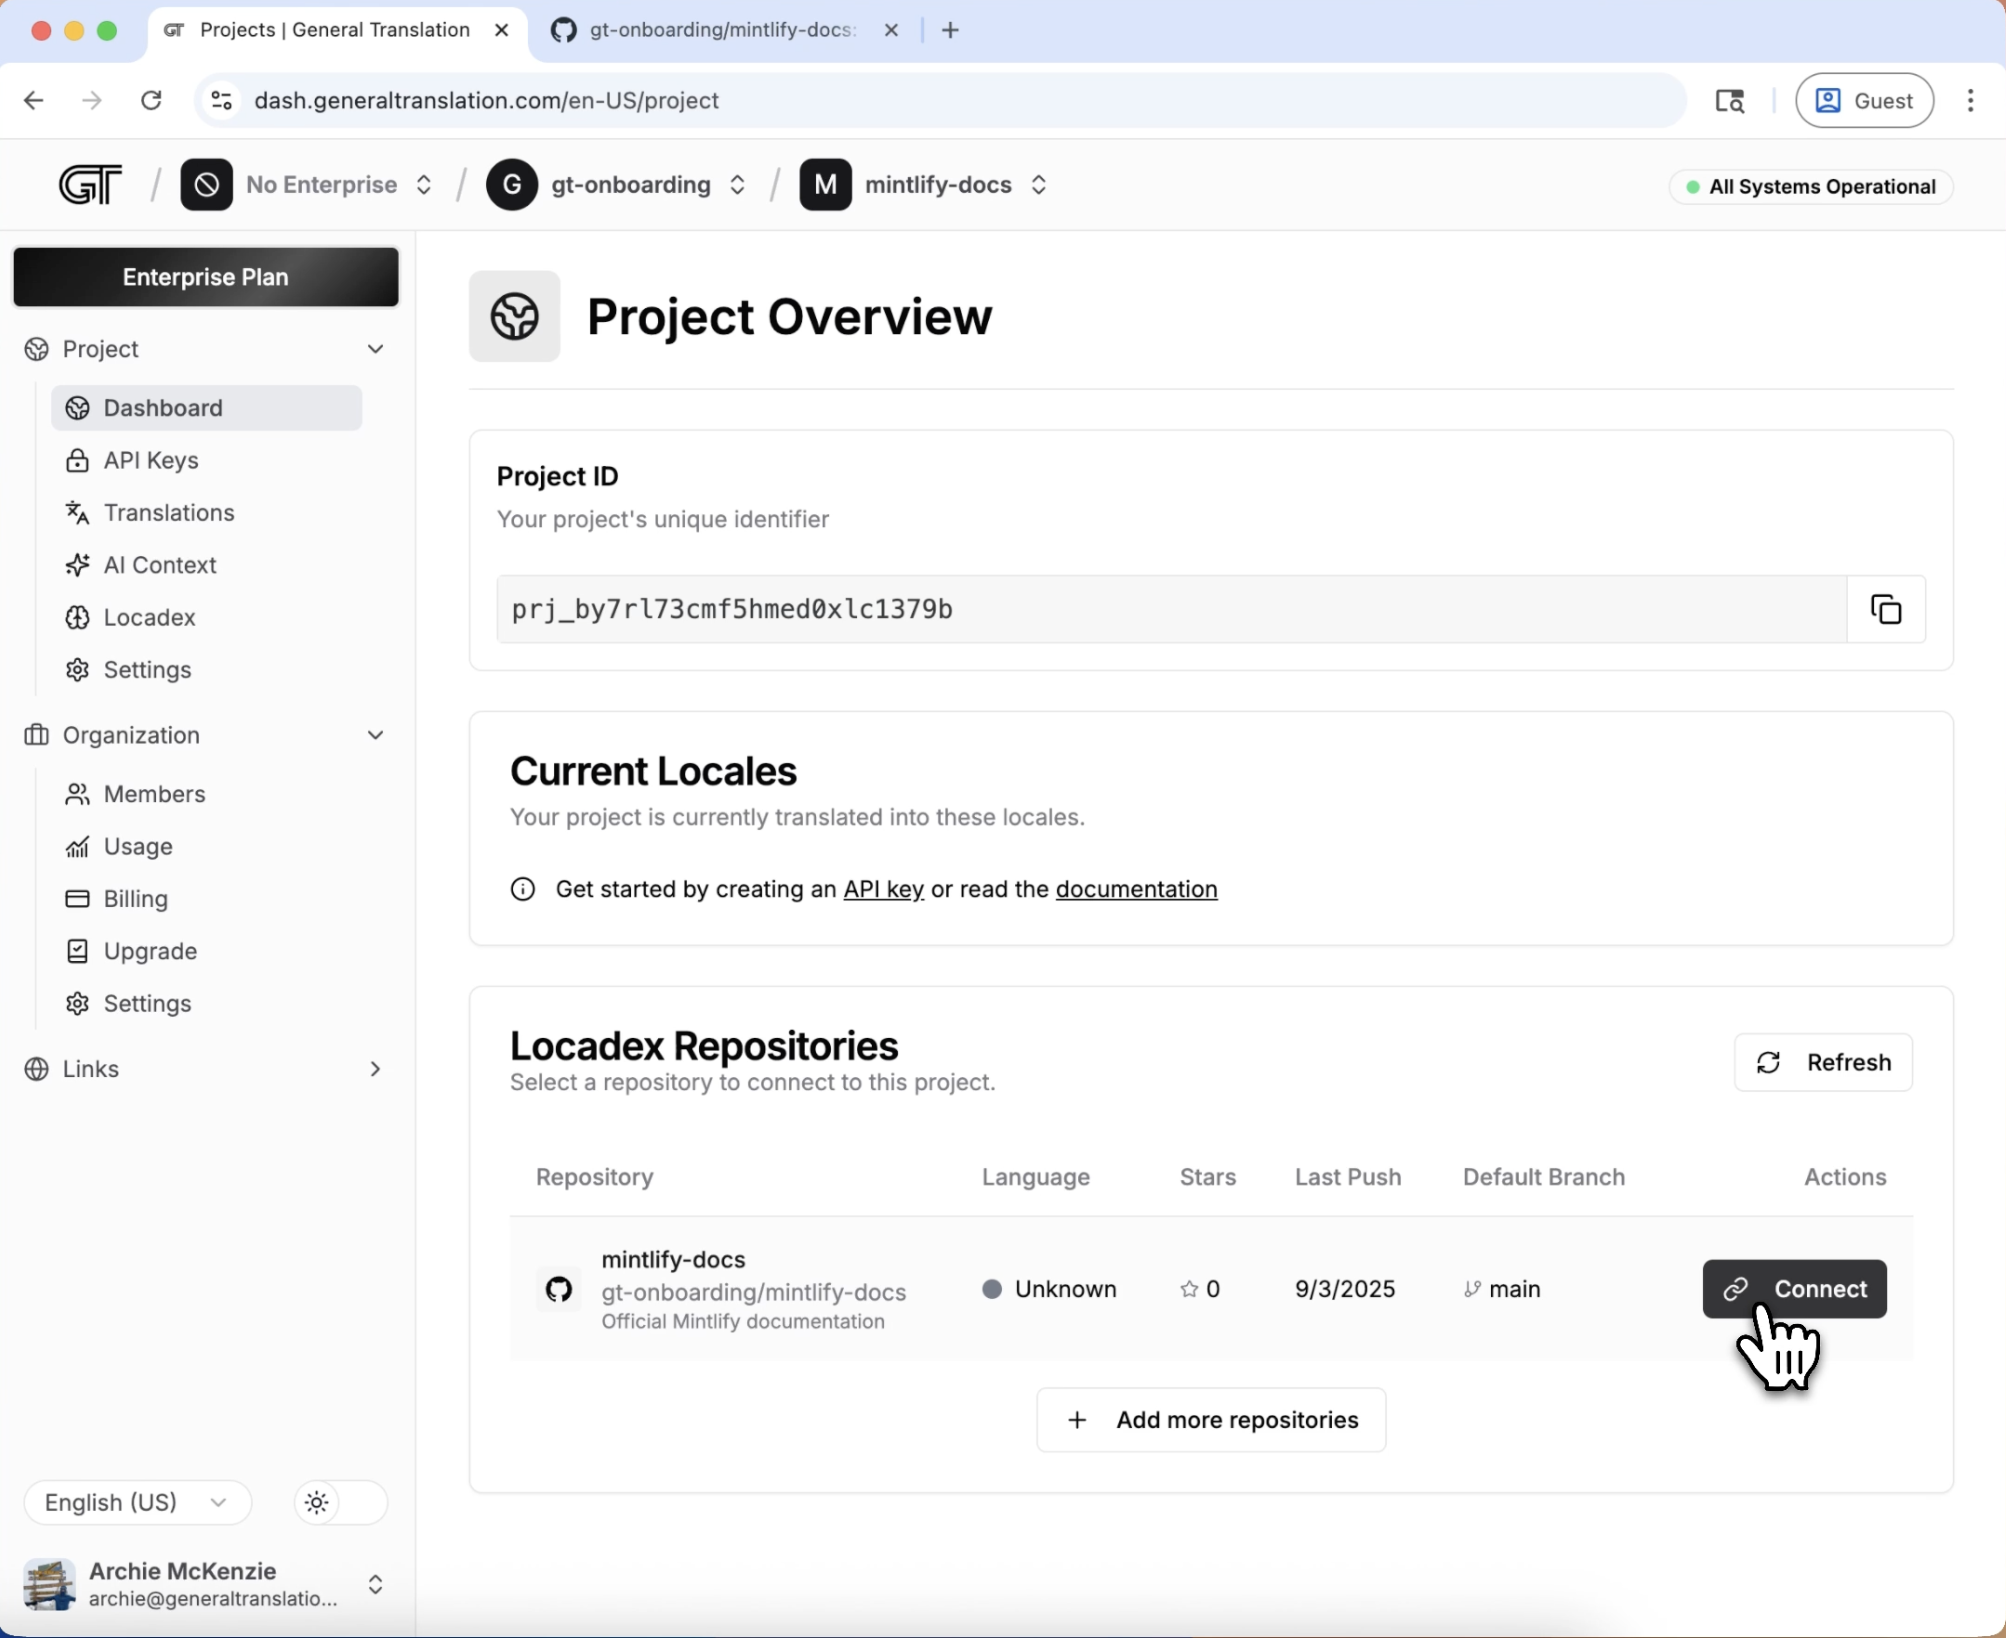 GT Projects | General Translation
gt-onboarding/mintlify-docs:
dash.generaltranslation.com/en-US/project
Guest
GT / No Enterprise / G gt-onboarding / M mintlify-docs
All Systems Operational
Enterprise Plan
Project
Dashboard
API Keys
Translations
AI Context
Locadex
Settings
Organization
Members
Usage
Billing
Upgrade
Settings
Links
English (US)
Archie McKenzie
archie@generaltranslatio...
Project Overview
Project ID
Your project's unique identifier
prj_by7rl73cmf5hmed0xlc1379b
Current Locales
Your project is currently translated into these locales.
Get started by creating an API key or read the documentation
Locadex Repositories
Select a repository to connect to this project.
Refresh
Repository Language Stars Last Push Default Branch Actions
mintlify-docs
gt-onboarding/mintlify-docs
Official Mintlify documentation
Unknown 0 9/3/2025 main Connect
+ Add more repositories